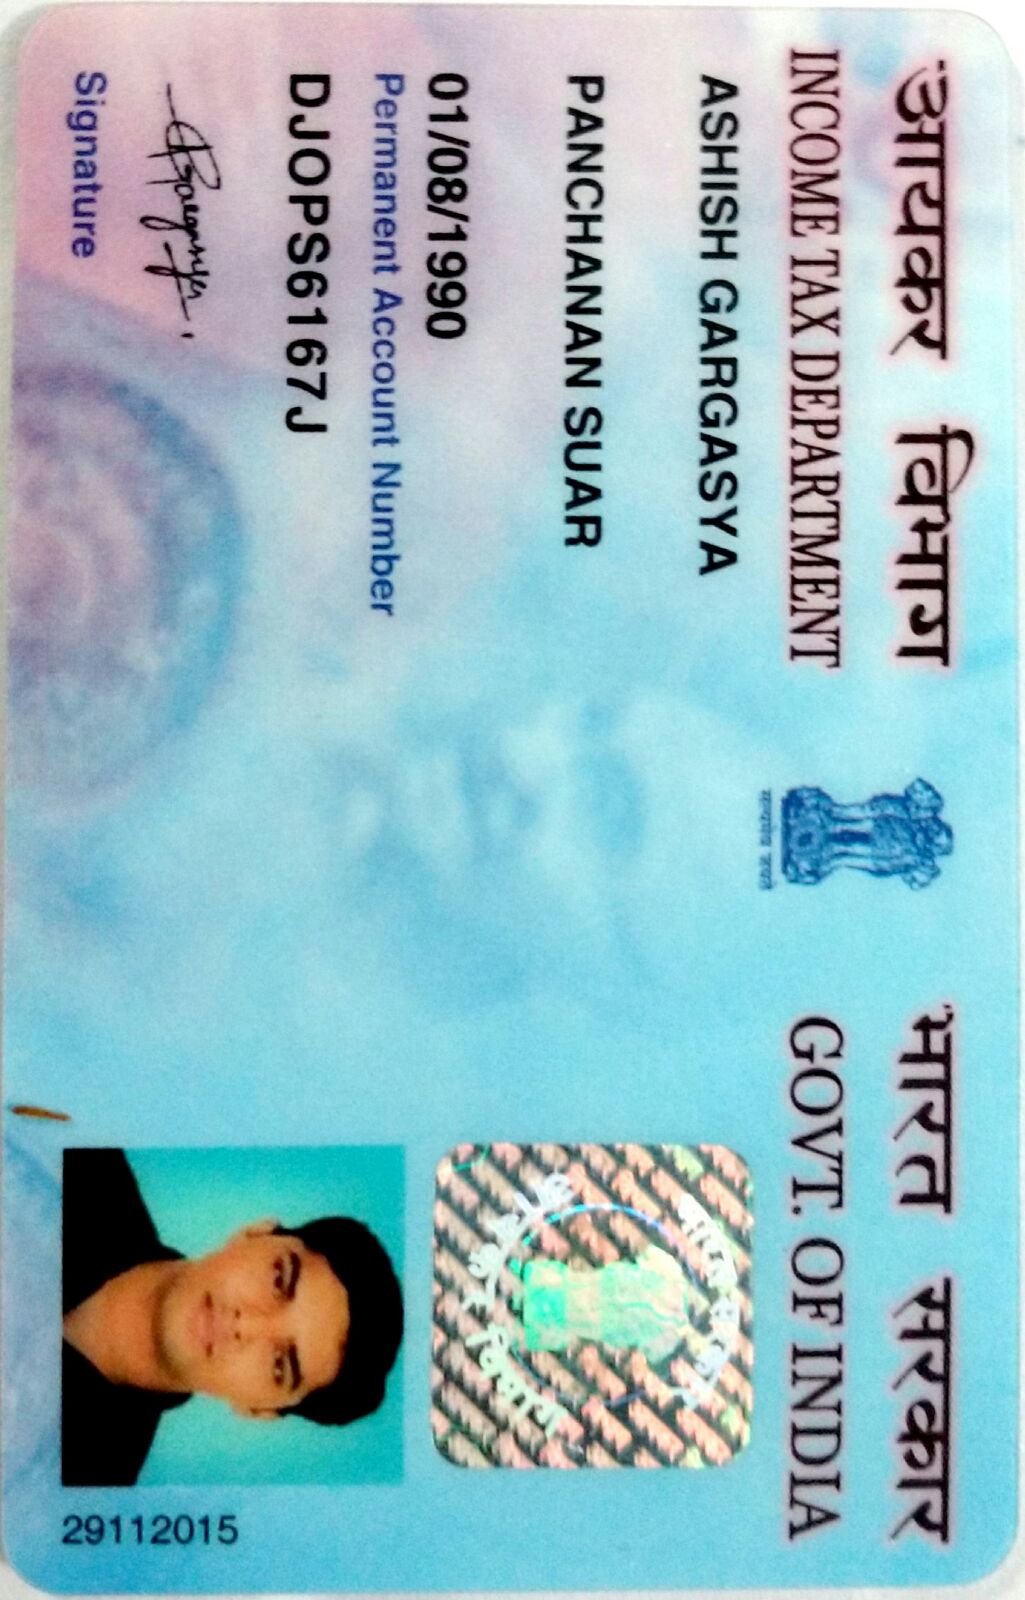 आयकर विभाग
INCOME TAX DEPARTMENT
सत्यमेव जयते
भारत सरकार
GOVT. OF INDIA
ASHISH GARGASYA
PANCHANAN SUAR
01/08/1990
Permanent Account Number
DJOPS6167J
Signature
29112015